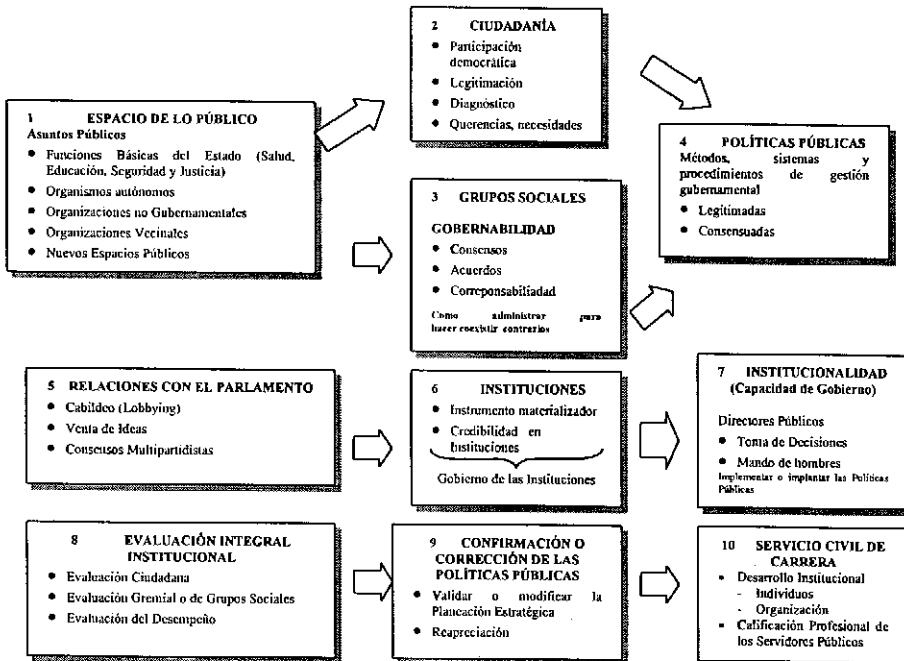 1 ESPACIO DE LO PÚBLICO
Asuntos Públicos
• Funciones Básicas del Estado (Salud,
Educación, Seguridad y Justicia)
• Organismos autónomos
• Organizaciones no Gubernamentales
• Organizaciones Vecinales
• Nuevos Espacios Públicos
2 CIUDADANÍA
• Participación
democrática
• Legitimación
• Diagnóstico
• Querencias, necesidades
3 GRUPOS SOCIALES
GOBERNABILIDAD
• Consensos
• Acuerdos
• Correponsabiliadad
Como administrar para
hacer coexistir contrarios
4 POLÍTICAS PÚBLICAS
Métodos, sistemas y
procedimientos de gestión
gubernamental
• Legitimadas
• Consensuadas
5 RELACIONES CON EL PARLAMENTO
• Cabildeo (Lobbying)
• Venta de Ideas
• Consensos Multipartidistas
6 INSTITUCIONES
• Instrumento materializador
• Credibilidad en
Instituciones
Gobierno de las Instituciones
7 INSTITUCIONALIDAD
(Capacidad de Gobierno)
Directores Públicos
• Toma de Decisiones
• Mando de hombres
Implementar o implantar las Políticas
Públicas
8 EVALUACIÓN INTEGRAL
INSTITUCIONAL
• Evaluación Ciudadana
• Evaluación Gremial o de Grupos Sociales
• Evaluación del Desempeño
9 CONFIRMACIÓN O
CORRECCIÓN DE LAS
POLÍTICAS PÚBLICAS
• Validar o modificar la
Planeación Estratégica
• Reapreciación
10 SERVICIO CIVIL DE
CARRERA
• Desarrollo Institucional
- Individuos
- Organización
• Calificación Profesional de
los Servidores Públicos